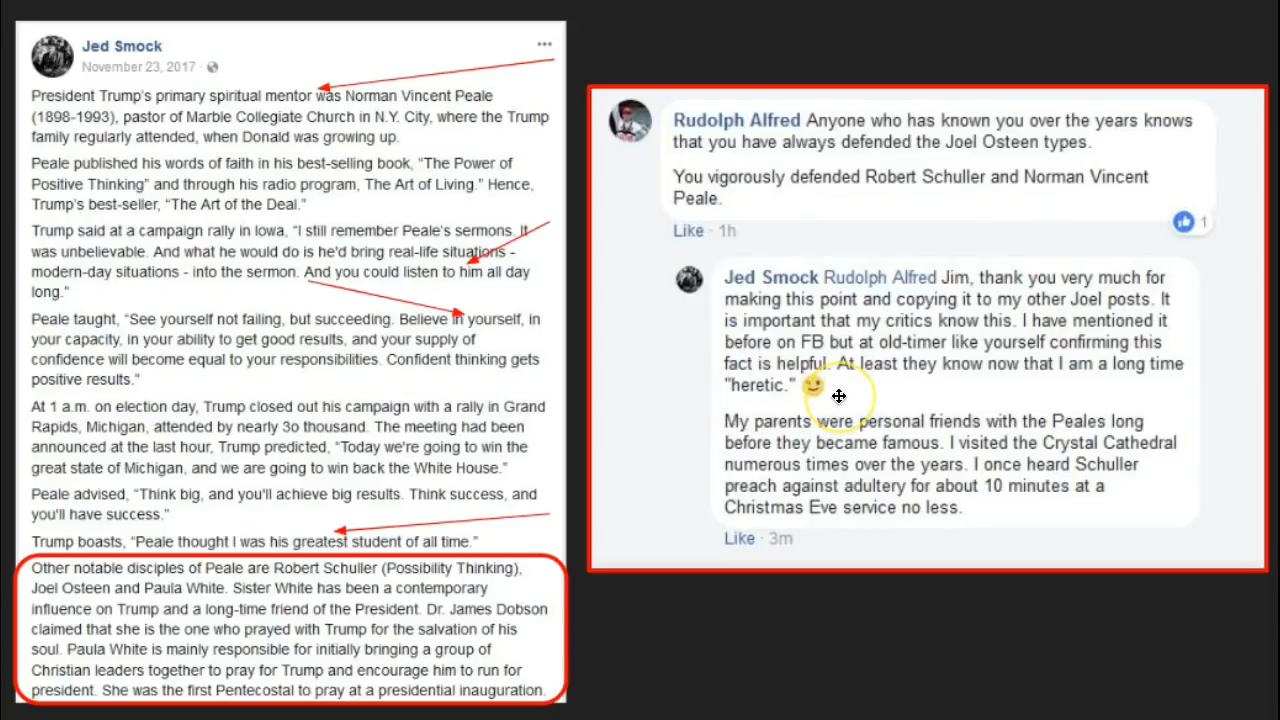 Jed Smock
November 23, 2017 ·
President Trump's primary spiritual mentor was Norman Vincent Peale
(1898-1993), pastor of Marble Collegiate Church in N.Y. City, where the Trump
family regularly attended, when Donald was growing up.
Peale published his words of faith in his best-selling book, “The Power of
Positive Thinking” and through his radio program, The Art of Living.” Hence,
Trump's best-seller, “The Art of the Deal.”
Trump said at a campaign rally in Iowa, “I still remember Peale's sermons. It
was unbelievable. And what he would do is he'd bring real-life situations -
modern-day situations - into the sermon. And you could listen to him all day
long.”
Peale taught, “See yourself not failing, but succeeding. Believe in yourself, in
your capacity, in your ability to get good results, and your supply of
confidence will become equal to your responsibilities. Confident thinking gets
positive results.”
At 1 a.m. on election day, Trump closed out his campaign with a rally in Grand
Rapids, Michigan, attended by nearly 3o thousand. The meeting had been
announced at the last hour, Trump predicted, “Today we're going to win the
great state of Michigan, and we are going to win back the White House.”
Peale advised, “Think big, and you'll achieve big results. Think success, and
you'll have success.”
Trump boasts, “Peale thought I was his greatest student of all time.”
Other notable disciples of Peale are Robert Schuller (Possibility Thinking),
Joel Osteen and Paula White. Sister White has been a contemporary
influence on Trump and a long-time friend of the President. Dr. James Dobson
claimed that she is the one who prayed with Trump for the salvation of his
soul. Paula White is mainly responsible for initially bringing a group of
Christian leaders together to pray for Trump and encourage him to run for
president. She was the first Pentecostal to pray at a presidential inauguration.
Rudolph Alfred Anyone who has known you over the years knows
that you have always defended the Joel Osteen types.
You vigorously defended Robert Schuller and Norman Vincent
Peale.
1
Like · 1h
Jed Smock Rudolph Alfred Jim, thank you very much for
making this point and copying it to my other Joel posts. It
is important that my critics know this. I have mentioned it
before on FB but at old-timer like yourself confirming this
fact is helpful. At least they know now that I am a long time
"heretic." 😉
My parents were personal friends with the Peales long
before they became famous. I visited the Crystal Cathedral
numerous times over the years. I once heard Schuller
preach against adultery for about 10 minutes at a
Christmas Eve service no less.
Like · 3m